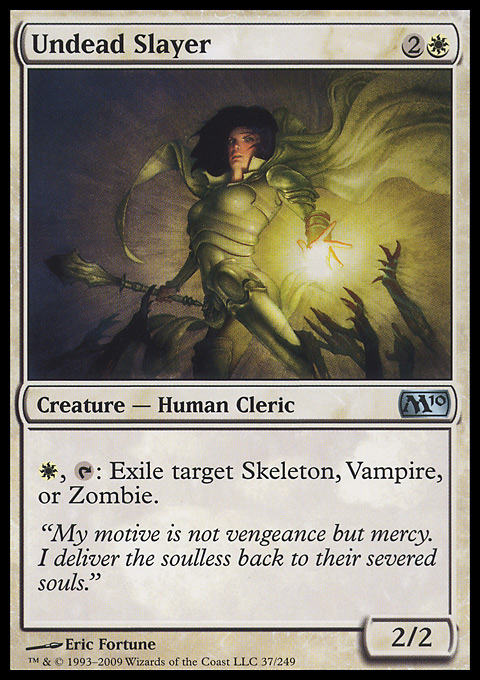 Undead Slayer 2
Creature — Human Cleric M10
, : Exile target Skeleton, Vampire,
or Zombie.
“My motive is not vengeance but mercy.
I deliver the soulless back to their severed
souls.”
Eric Fortune
2/2
™ & © 1993–2009 Wizards of the Coast LLC 37/249